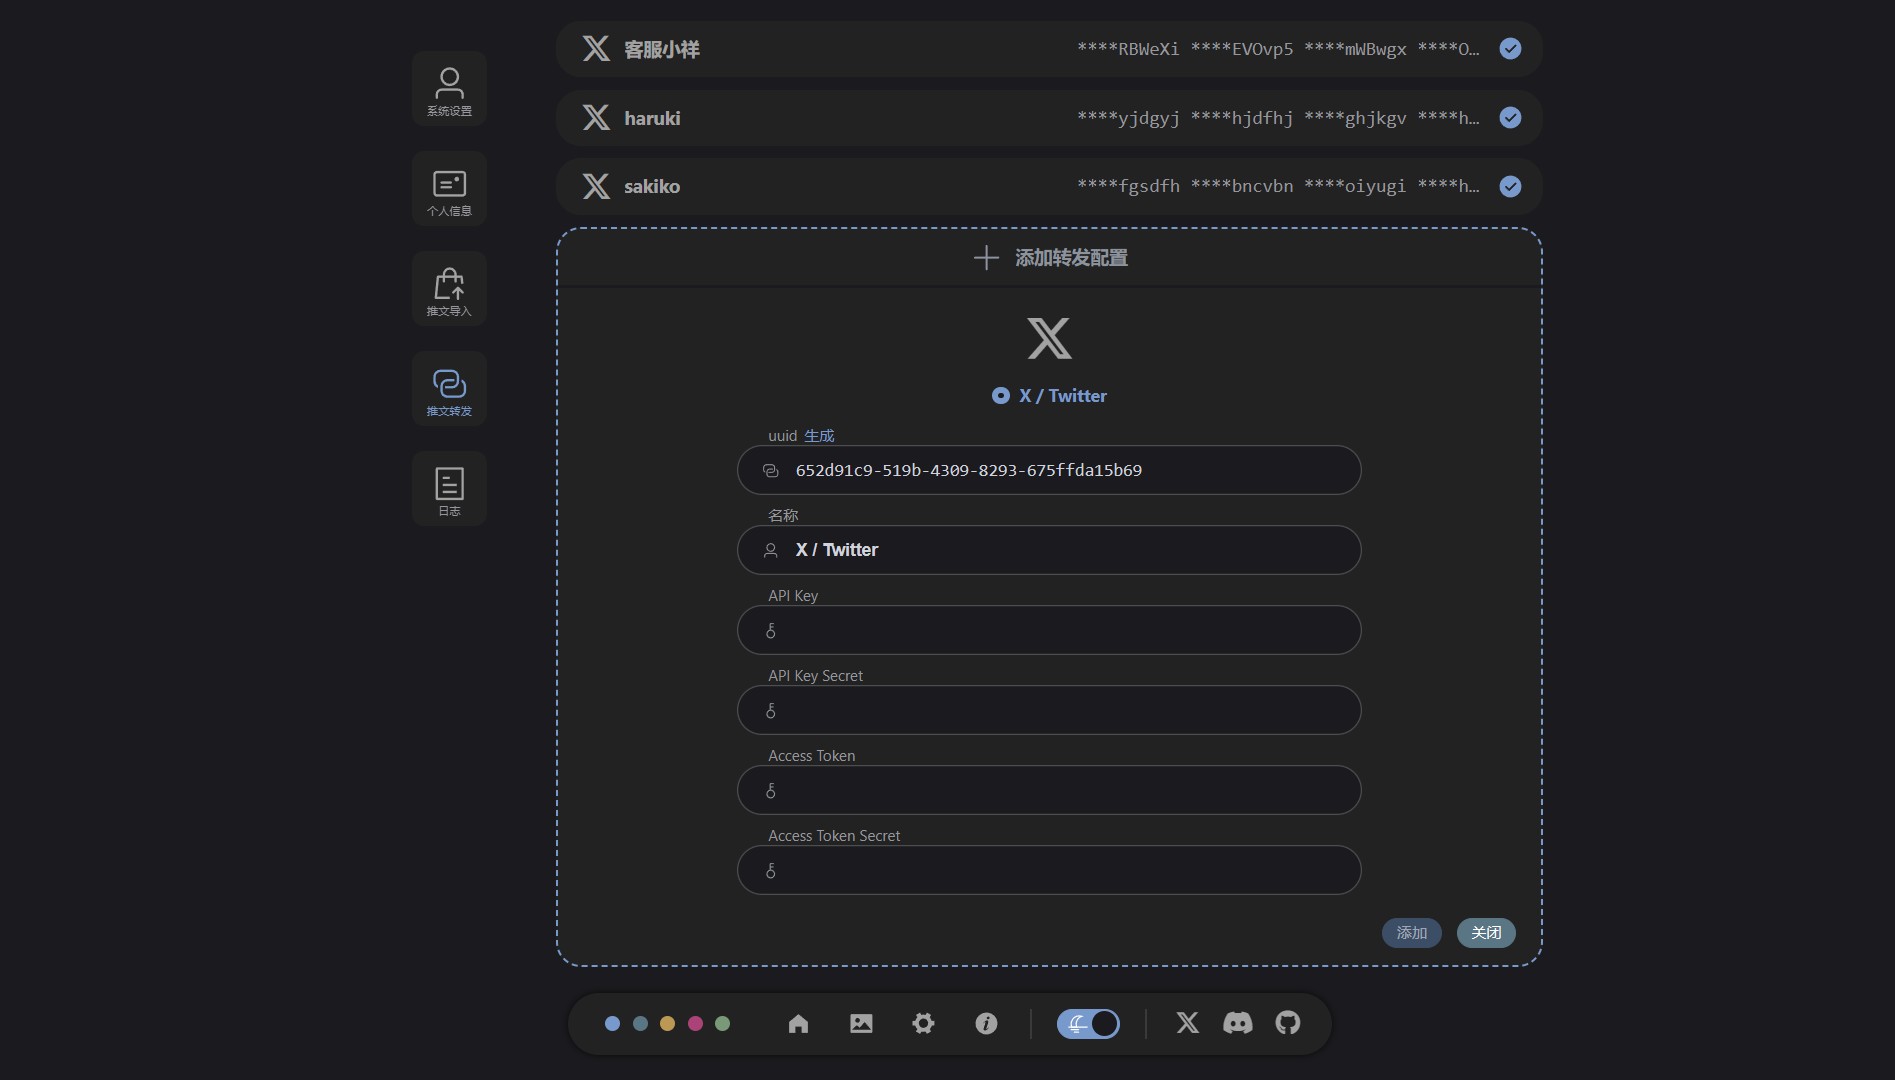 系统设置
个人信息
推文导入
推文转发
日志
客服小祥 ****RBWeXi ****EVOvp5 ****mWBwgx ****O…
haruki ****yjdgyj ****hjdfhj ****ghjkgv ****h…
sakiko ****fgsdfh ****bncvbn ****oiyugi ****h…
添加转发配置
X / Twitter
uuid 生成
652d91c9-519b-4309-8293-675ffda15b69
名称
X / Twitter
API Key
API Key Secret
Access Token
Access Token Secret
添加 关闭